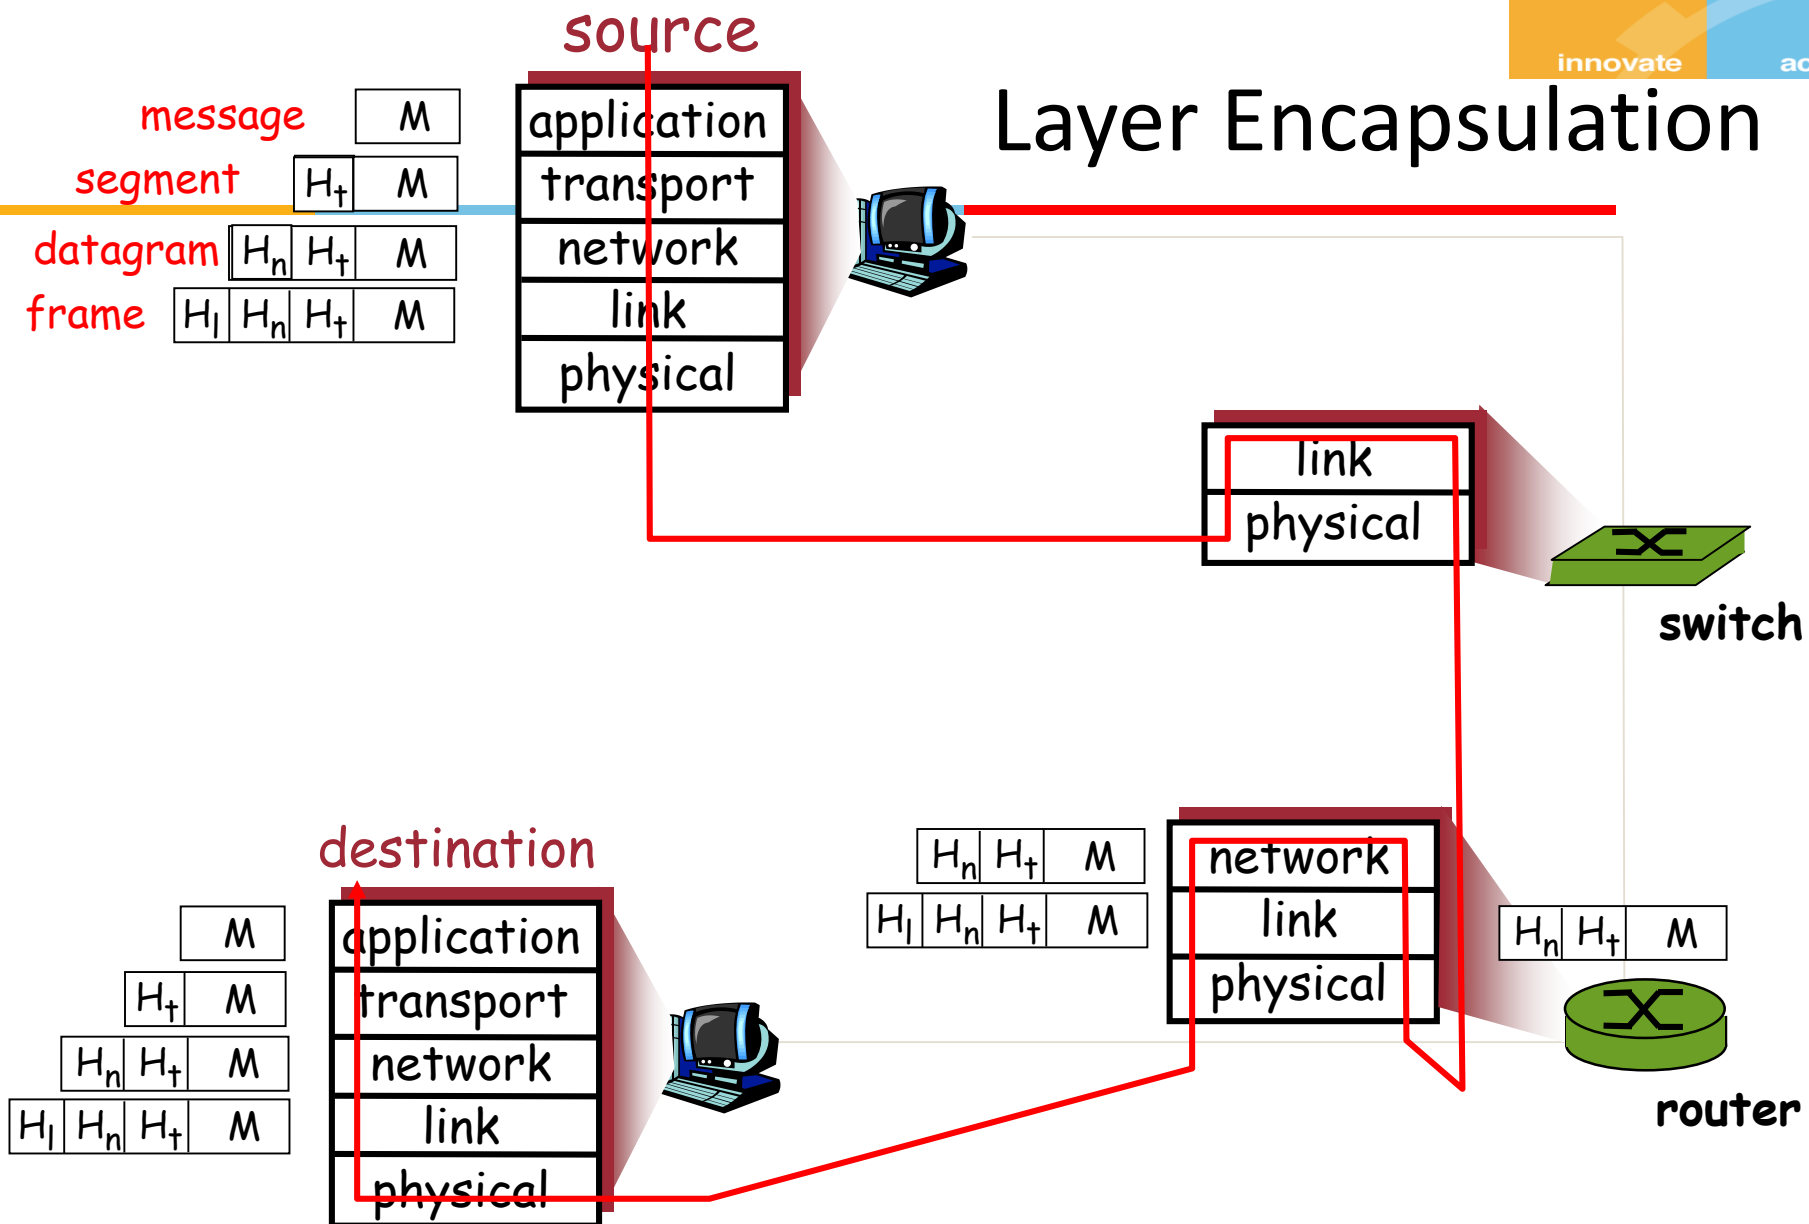 source
innovate
Layer Encapsulation
message M application
segment Ht M transport
datagram Hn Ht M network
frame Hl Hn Ht M link
physical
link
physical
switch
destination
Hn Ht M network
Hl Hn Ht M link
physical
Hn Ht M
router
M application
Ht M transport
Hn Ht M network
Hl Hn Ht M link
physical